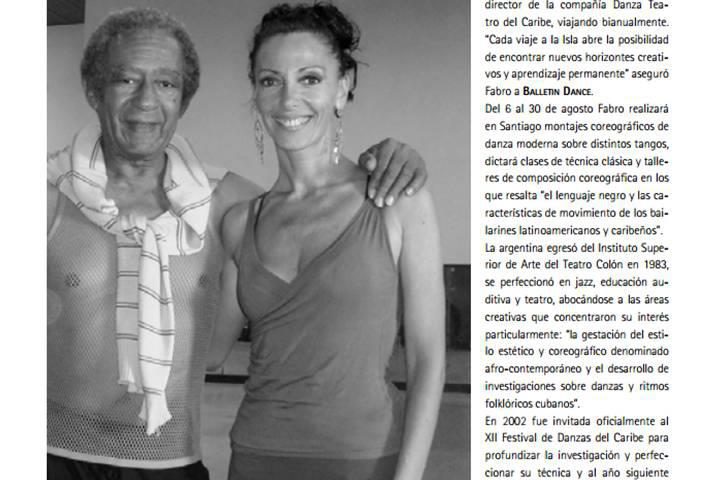 director de la compañía Danza Tea-
tro del Caribe, viajando bianualmente.
"Cada viaje a la Isla abre la posibilidad
de encontrar nuevos horizontes creati-
vos y aprendizaje permanente" aseguró
Fabro a BALLETIN DANCE.
Del 6 al 30 de agosto Fabro realizará
en Santiago montajes coreográficos de
danza moderna sobre distintos tangos,
dictará clases de técnica clásica y talle-
res de composición coreográfica en los
que resalta "el lenguaje negro y las ca-
racterísticas de movimiento de los bai-
larines latinoamericanos y caribeños".
La argentina egresó del Instituto Supe-
rior de Arte del Teatro Colón en 1983,
se perfeccionó en jazz, educación au-
ditiva y teatro, abocándose a las áreas
creativas que concentraron su interés
particularmente: "la gestación del esti-
lo estético y coreográfico denominado
afro-contemporáneo y el desarrollo de
investigaciones sobre danzas y ritmos
folklóricos cubanos".
En 2002 fue invitada oficialmente al
XII Festival de Danzas del Caribe para
profundizar la investigación y perfec-
cionar su técnica y al año siguiente